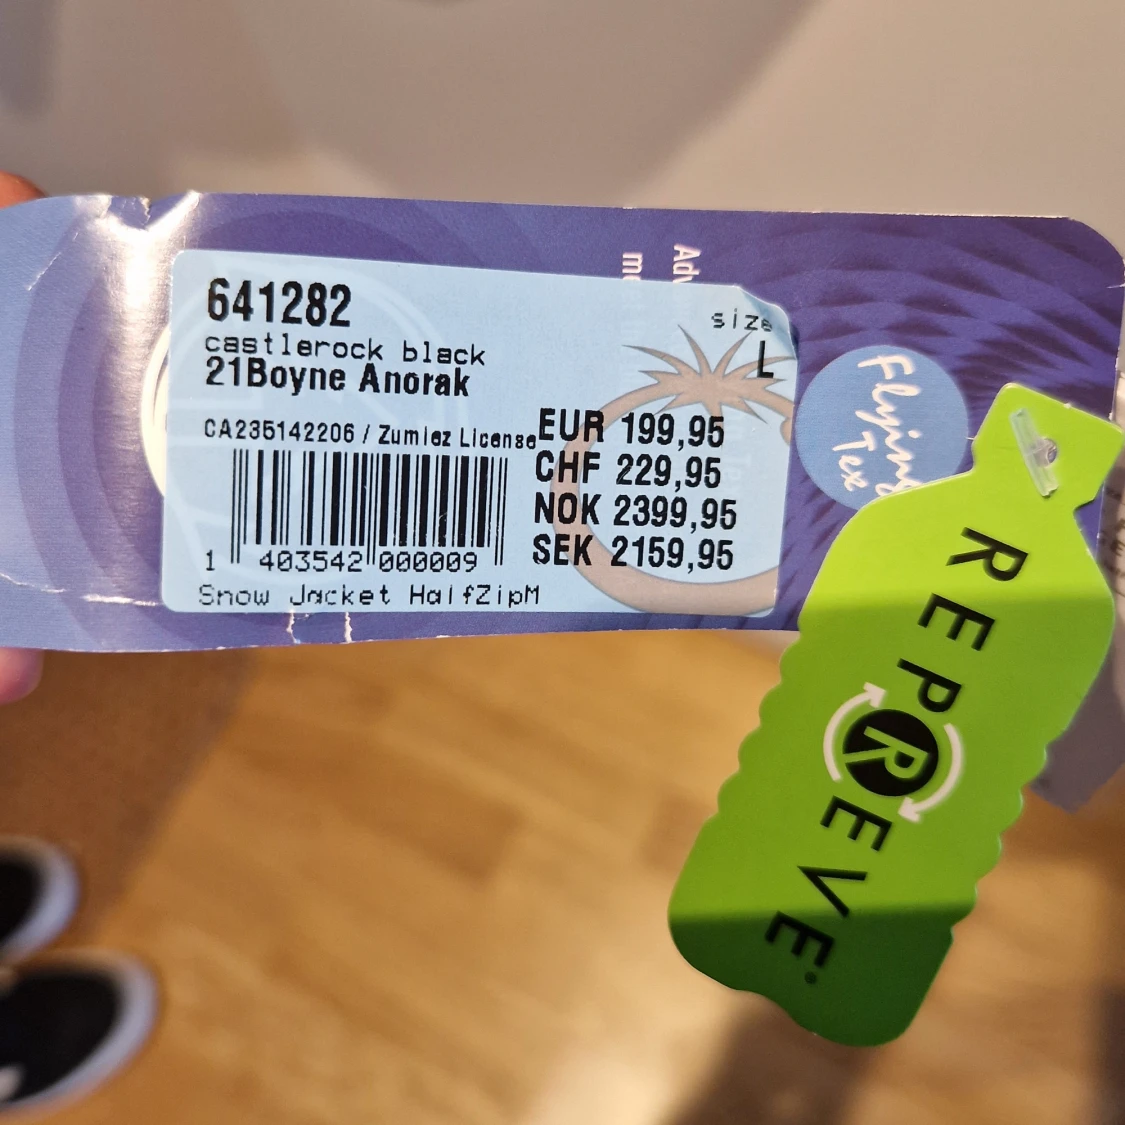 641282
castlerock black
21Boyne Anorak
size
L
CA235142206 / Zumiez License
EUR 199,95
CHF 229,95
NOK 2399,95
SEK 2159,95
1 403542 000009
Snow Jacket HalfZipM
Flying
Tex
REPREVE
R